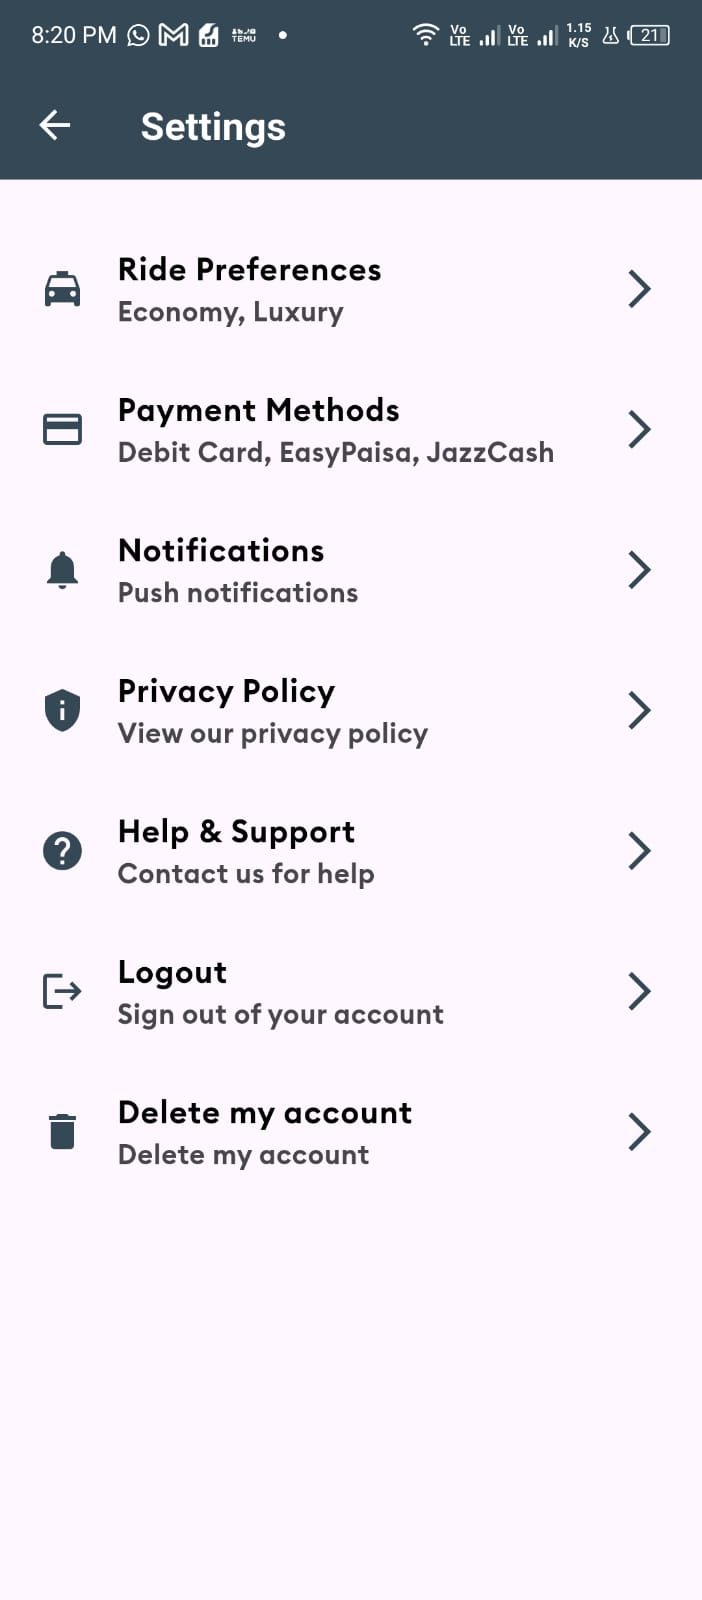 8:20 PM TEMU Vo LTE Vo LTE 1.15 K/S 21
Settings
Ride Preferences
Economy, Luxury
Payment Methods
Debit Card, EasyPaisa, JazzCash
Notifications
Push notifications
Privacy Policy
View our privacy policy
Help & Support
Contact us for help
Logout
Sign out of your account
Delete my account
Delete my account